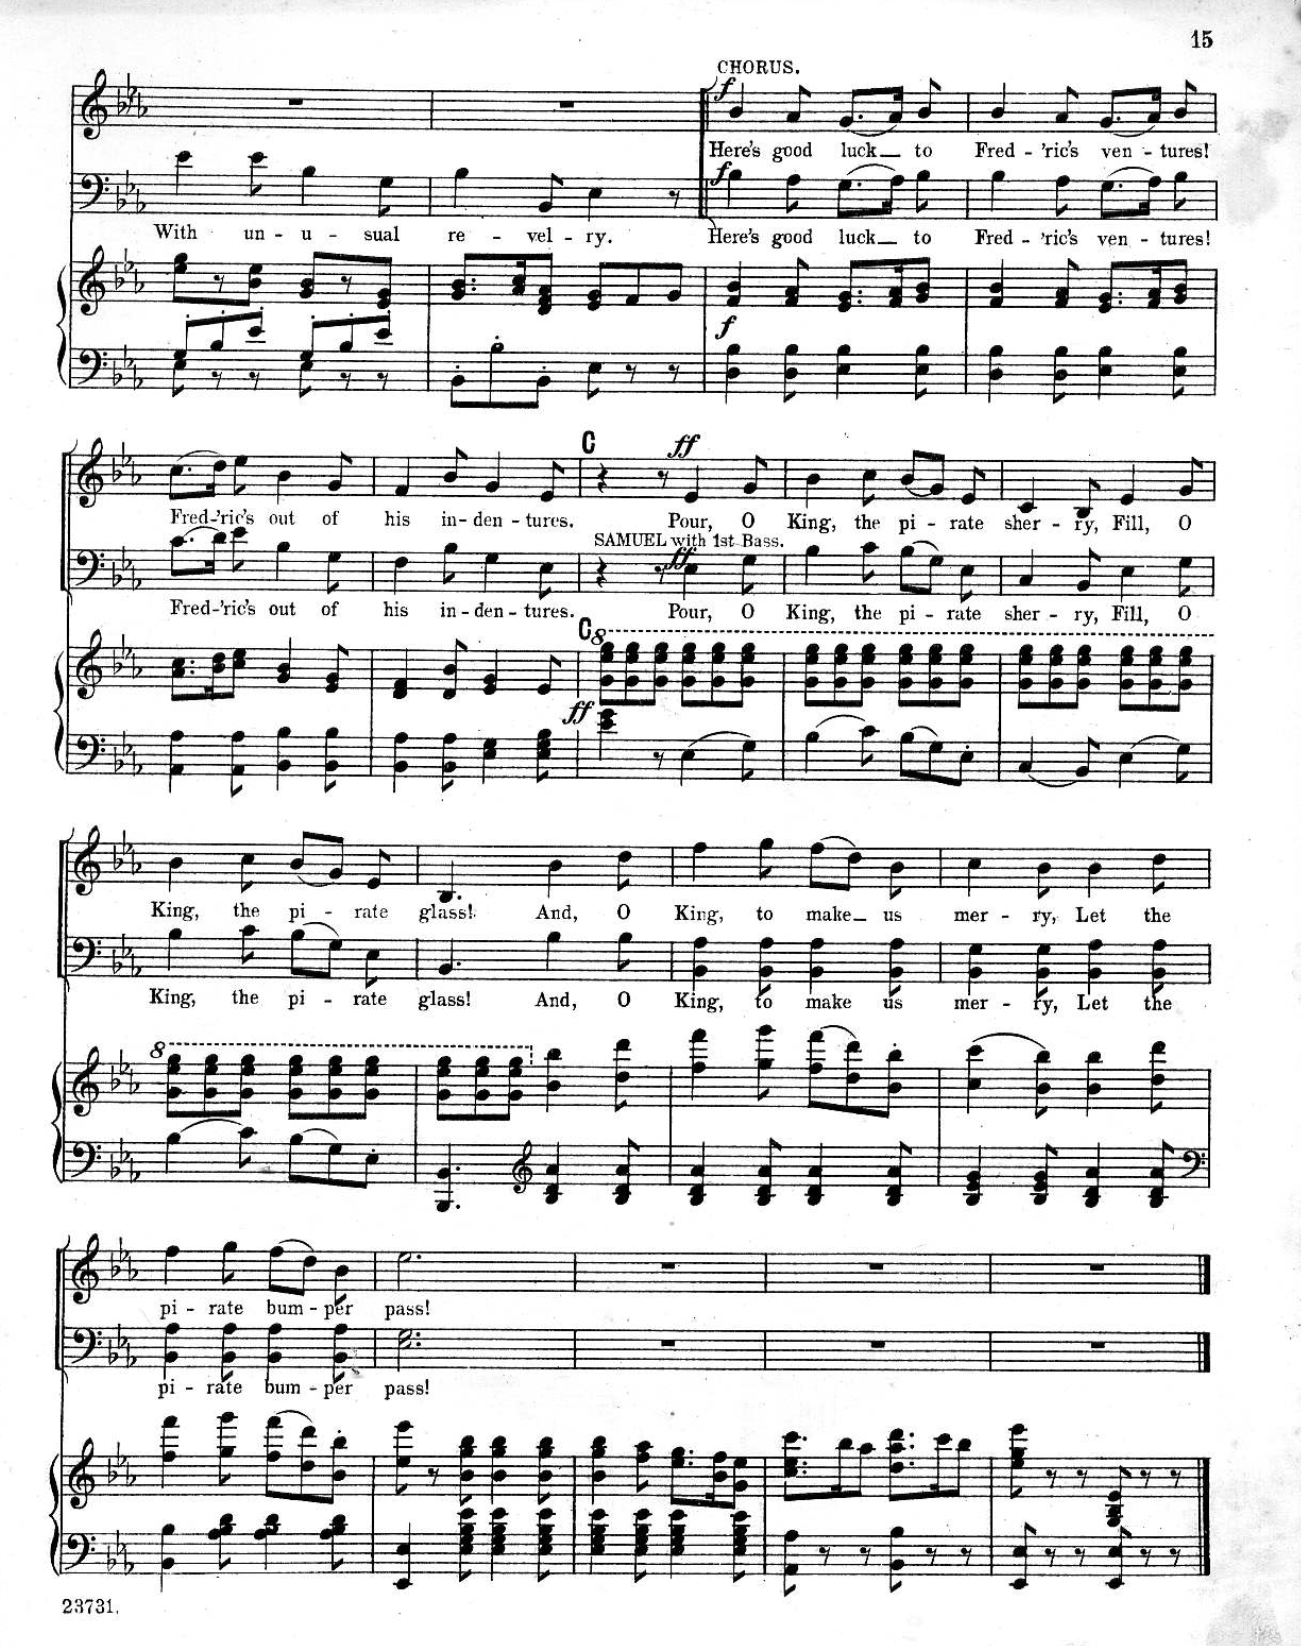 15
CHORUS.
f
Here's good luck to Fred-'ric's ven-tures!
f
With un-u-sual re-vel-ry. Here's good luck to Fred-'ric's ven-tures!
f
C ff
Fred-'ric's out of his in-den-tures. Pour, O King, the pi-rate sher-ry, Fill, O
SAMUEL with 1st Bass.
ff
Fred-'ric's out of his in-den-tures. Pour, O King, the pi-rate sher-ry, Fill, O
C 8
ff
King, the pi-rate glass! And, O King, to make us mer-ry, Let the
King, the pi-rate glass! And, O King, to make us mer-ry, Let the
8
pi-rate bum-per pass!
pi-rate bum-per pass!
23731.